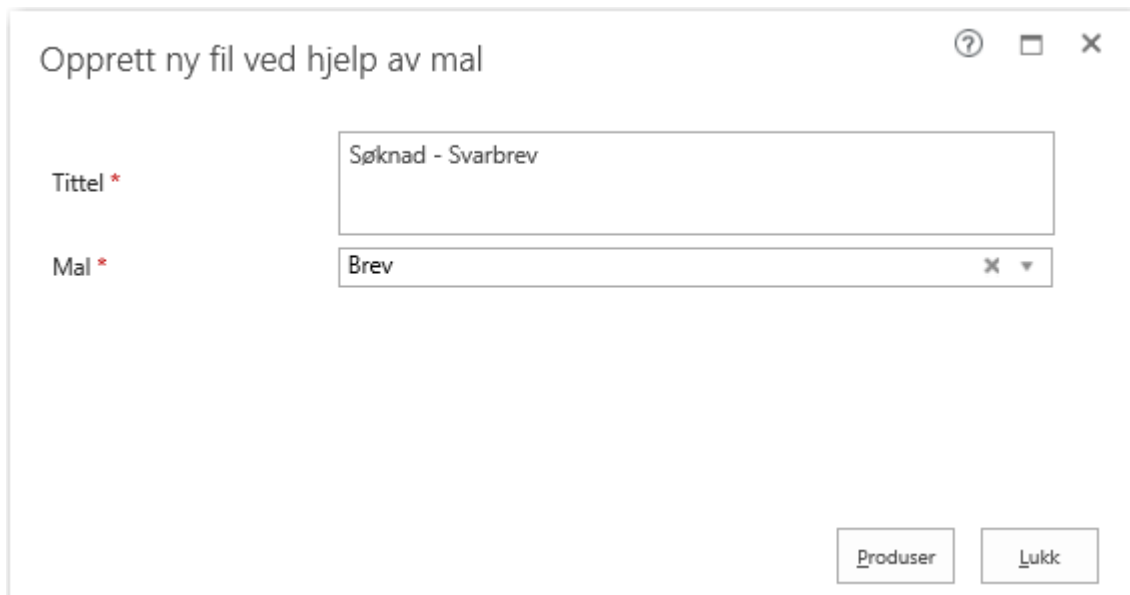 Opprett ny fil ved hjelp av mal
Tittel *
Søknad - Svarbrev
Mal *
Brev
Produser
Lukk